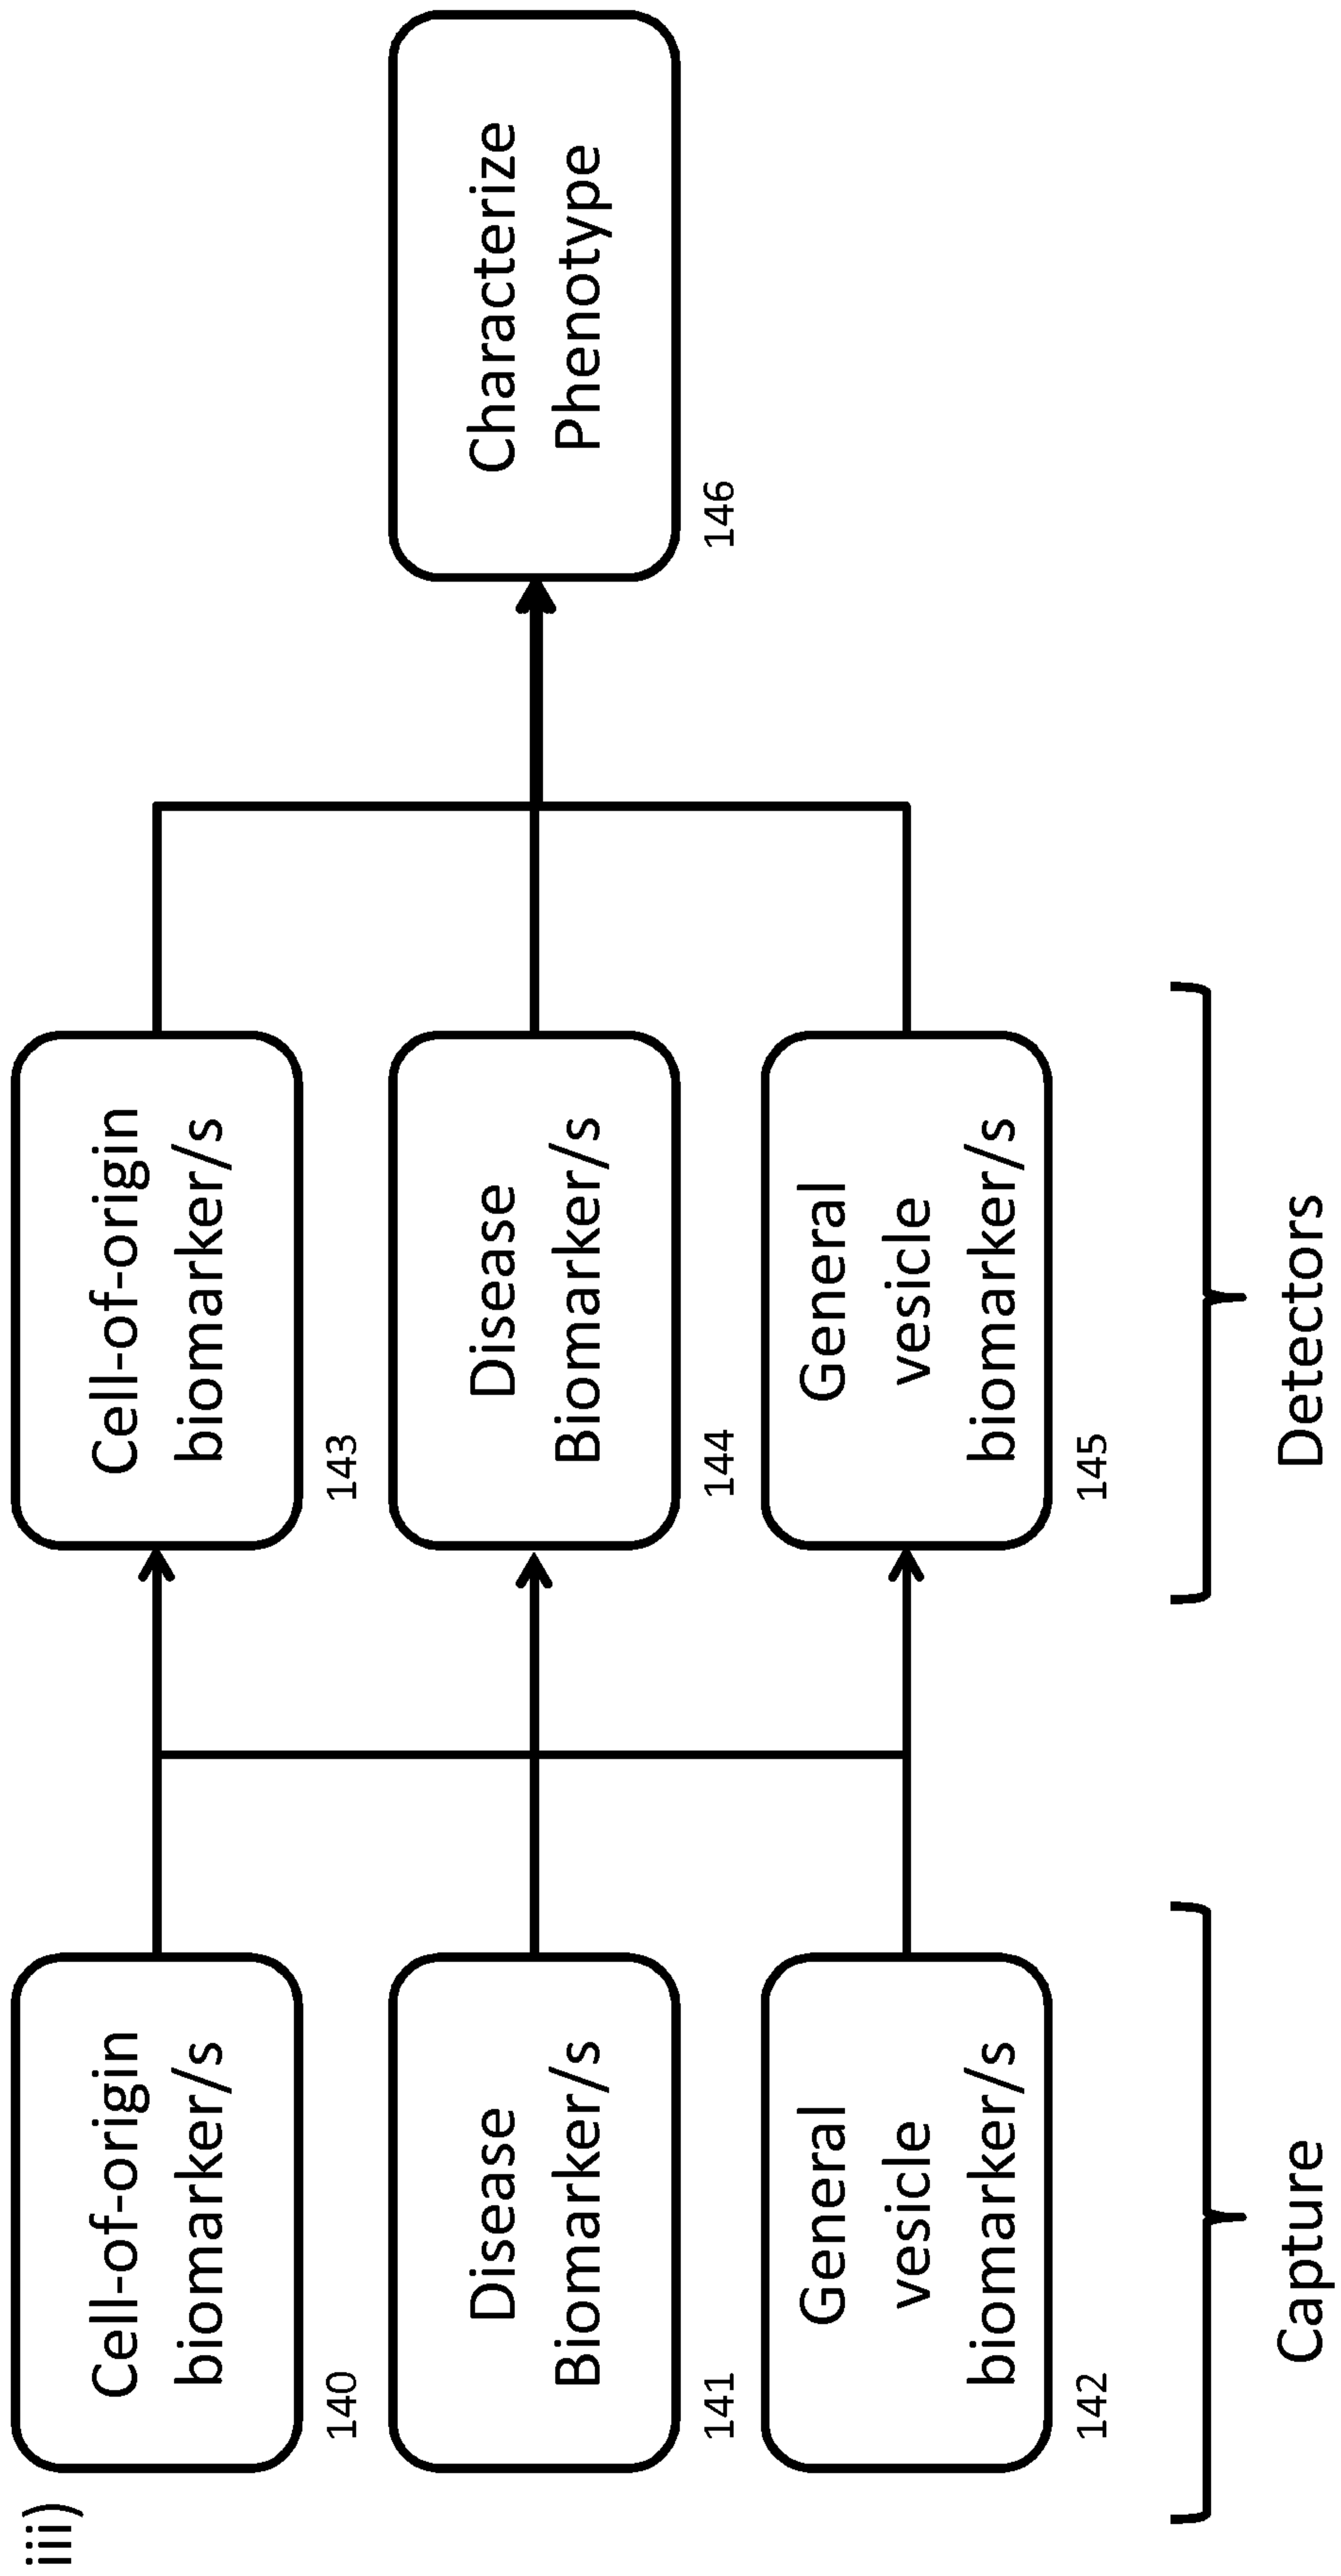 iii)
Cell-of-origin
biomarker/s
140
Disease
Biomarker/s
141
General
vesicle
biomarker/s
142
Capture
Cell-of-origin
biomarker/s
143
Disease
Biomarker/s
144
General
vesicle
biomarker/s
145
Detectors
Characterize
Phenotype
146